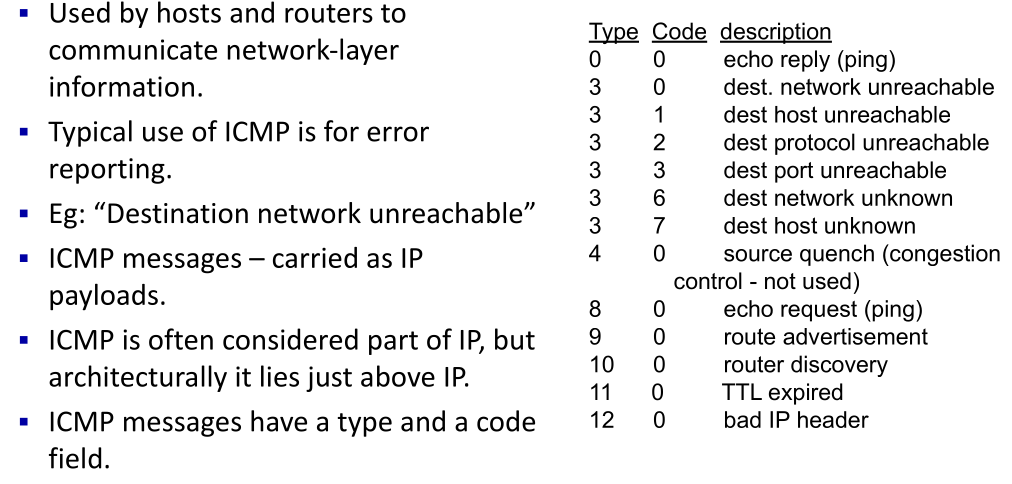 ▪ Used by hosts and routers to
communicate network-layer
information.
▪ Typical use of ICMP is for error
reporting.
▪ Eg: “Destination network unreachable”
▪ ICMP messages – carried as IP
payloads.
▪ ICMP is often considered part of IP, but
architecturally it lies just above IP.
▪ ICMP messages have a type and a code
field.
Type Code description
0 0 echo reply (ping)
3 0 dest. network unreachable
3 1 dest host unreachable
3 2 dest protocol unreachable
3 3 dest port unreachable
3 6 dest network unknown
3 7 dest host unknown
4 0 source quench (congestion
control - not used)
8 0 echo request (ping)
9 0 route advertisement
10 0 router discovery
11 0 TTL expired
12 0 bad IP header